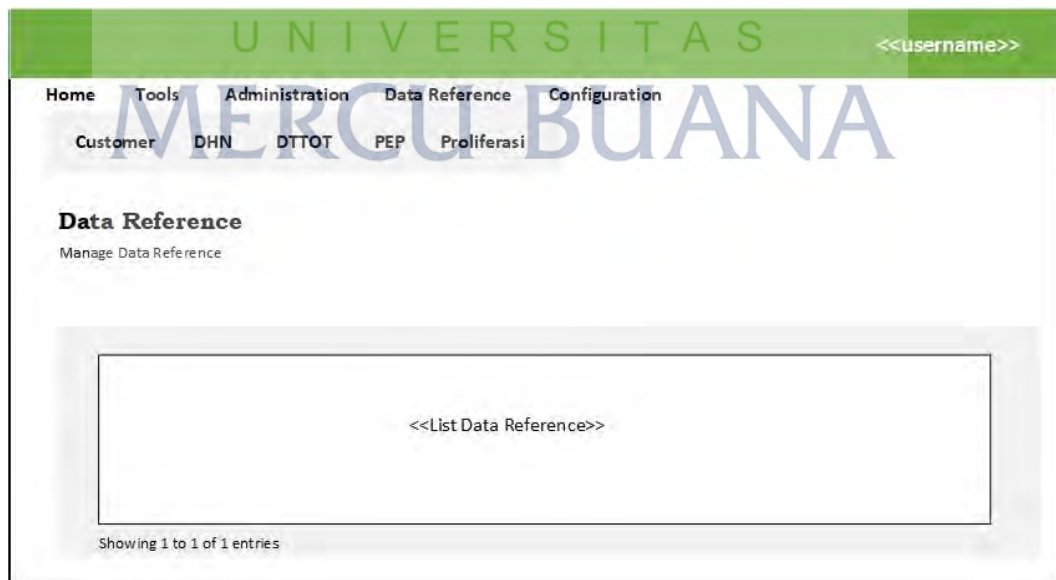 UNIVERSITAS
<<username>>
MERCU BUANA
Home Tools Administration Data Reference Configuration
Customer DHN DTTOT PEP Proliferasi
Data Reference
Manage Data Reference
<<List Data Reference>>
Showing 1 to 1 of 1 entries